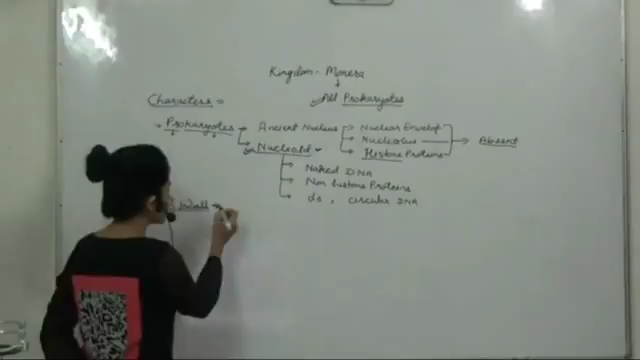 Kingdom - Monera
All Prokaryotes
Characters
Prokaryotes → Ancient Nucleus → Nuclear Envelop
Nucleolus → Absent
Nucleoid → Histone Proteins
Naked DNA
Non histone Proteins
ds, circular DNA
Wall